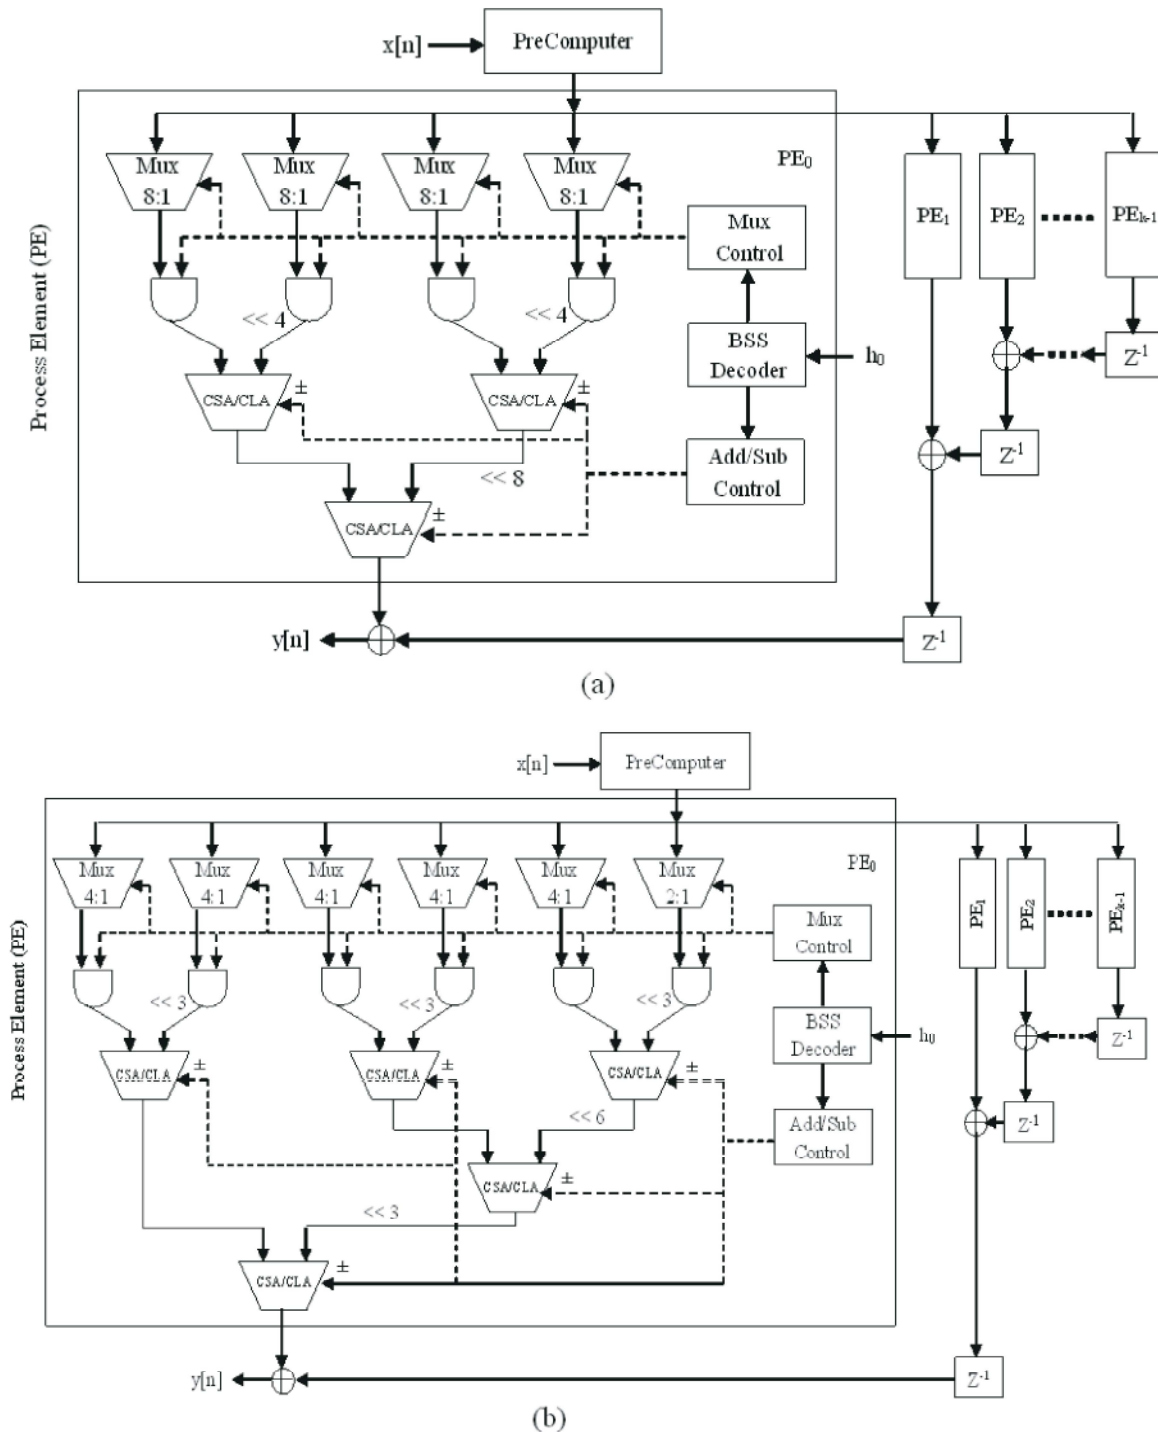 x[n]
PreComputer
Process Element (PE)
Mux
8:1
Mux
8:1
Mux
8:1
Mux
8:1
PE₀
PE₁
PE₂
PEₖ₋₁
Mux
Control
<< 4
<< 4
BSS
Decoder
h₀
Z⁻¹
CSA/CLA
±
CSA/CLA
±
Add/Sub
Control
Z⁻¹
<< 8
CSA/CLA
±
y[n]
Z⁻¹
(a)
x[n]
PreComputer
Process Element (PE)
Mux
4:1
Mux
4:1
Mux
4:1
Mux
4:1
Mux
4:1
Mux
2:1
PE₀
PE₁
PE₂
PEₖ₋₁
Mux
Control
<< 3
<< 3
<< 3
BSS
Decoder
h₀
Z⁻¹
CSA/CLA
±
CSA/CLA
±
CSA/CLA
±
Add/Sub
Control
Z⁻¹
<< 6
CSA/CLA
±
<< 3
CSA/CLA
±
y[n]
Z⁻¹
(b)